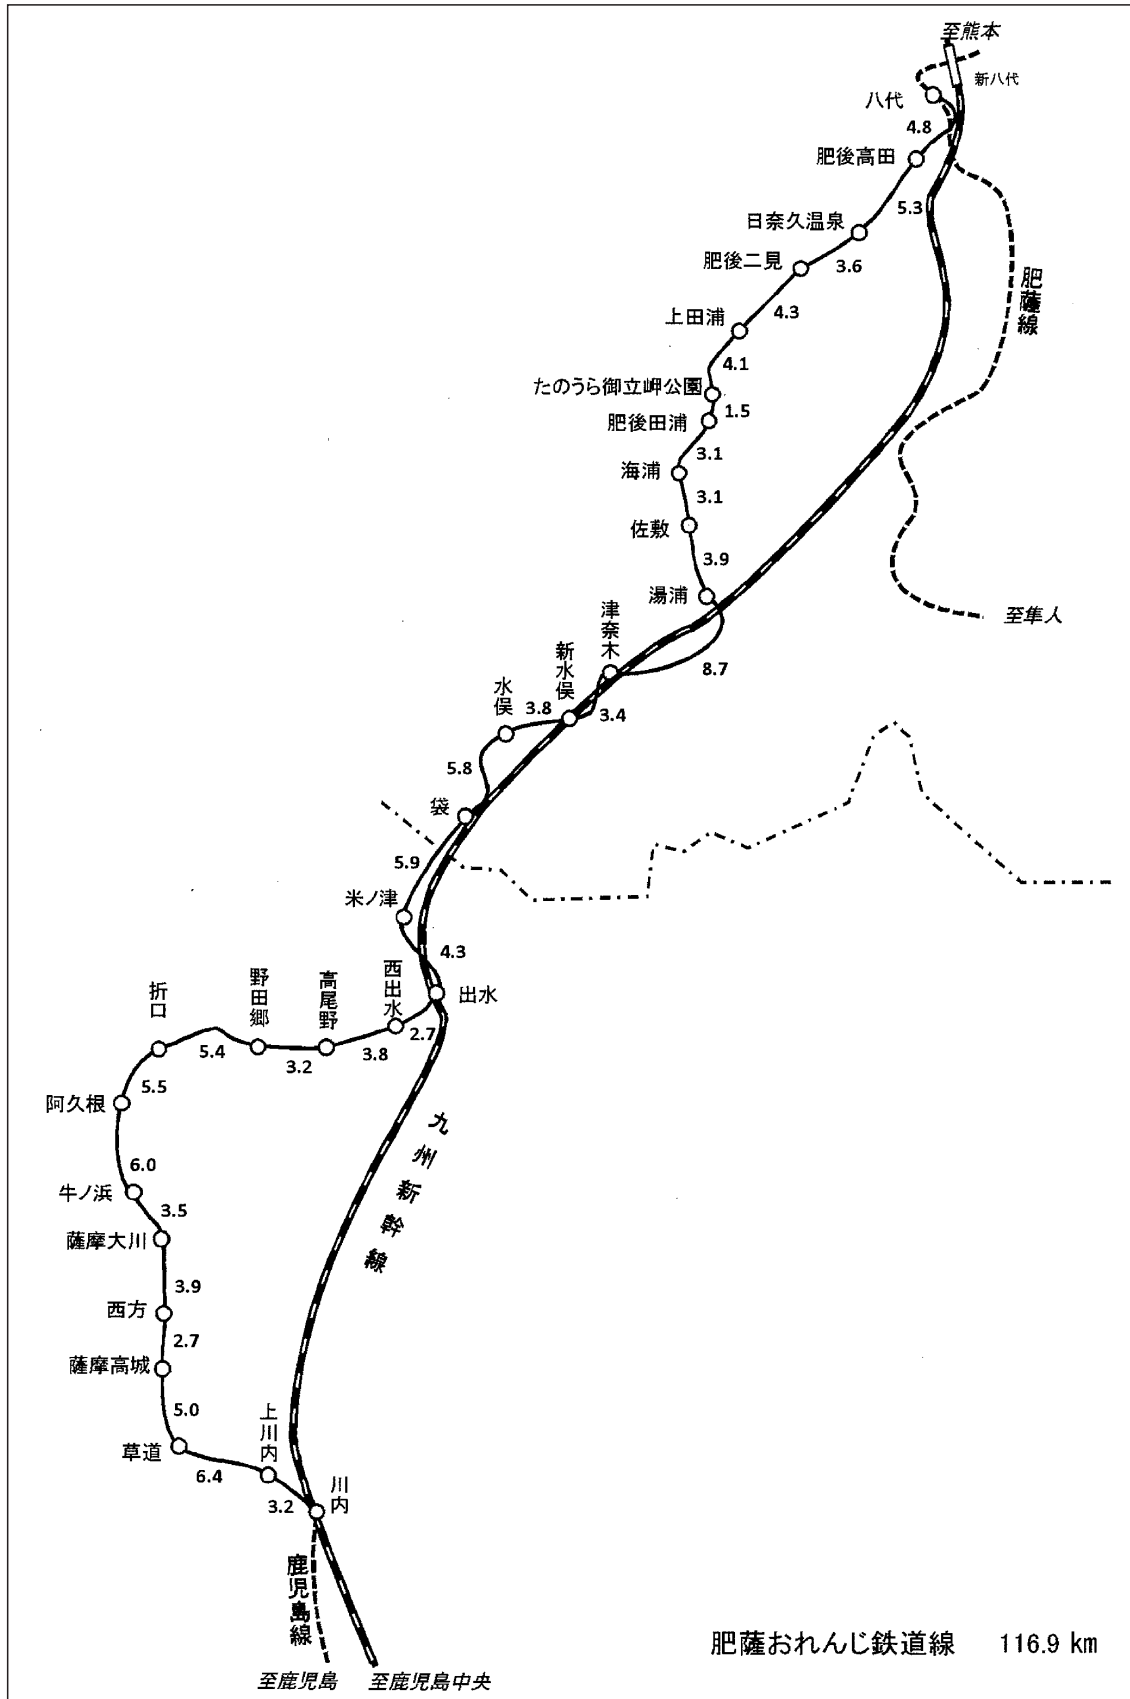 至熊本
新八代
八代
4.8
肥後高田
5.3
日奈久温泉
3.6
肥後二見
4.3
上田浦
4.1
たのうら御立岬公園
1.5
肥後田浦
3.1
海浦
3.1
佐敷
3.9
湯浦
肥薩線
至隼人
津奈木
8.7
新水俣
3.4
水俣
3.8
5.8
袋
5.9
米ノ津
4.3
出水
西出水
2.7
高尾野
3.8
野田郷
3.2
折口
5.4
5.5
阿久根
6.0
牛ノ浜
3.5
薩摩大川
3.9
西方
2.7
薩摩高城
5.0
草道
6.4
上川内
3.2
川内
九州新幹線
鹿児島線
至鹿児島
至鹿児島中央
肥薩おれんじ鉄道線 116.9 km